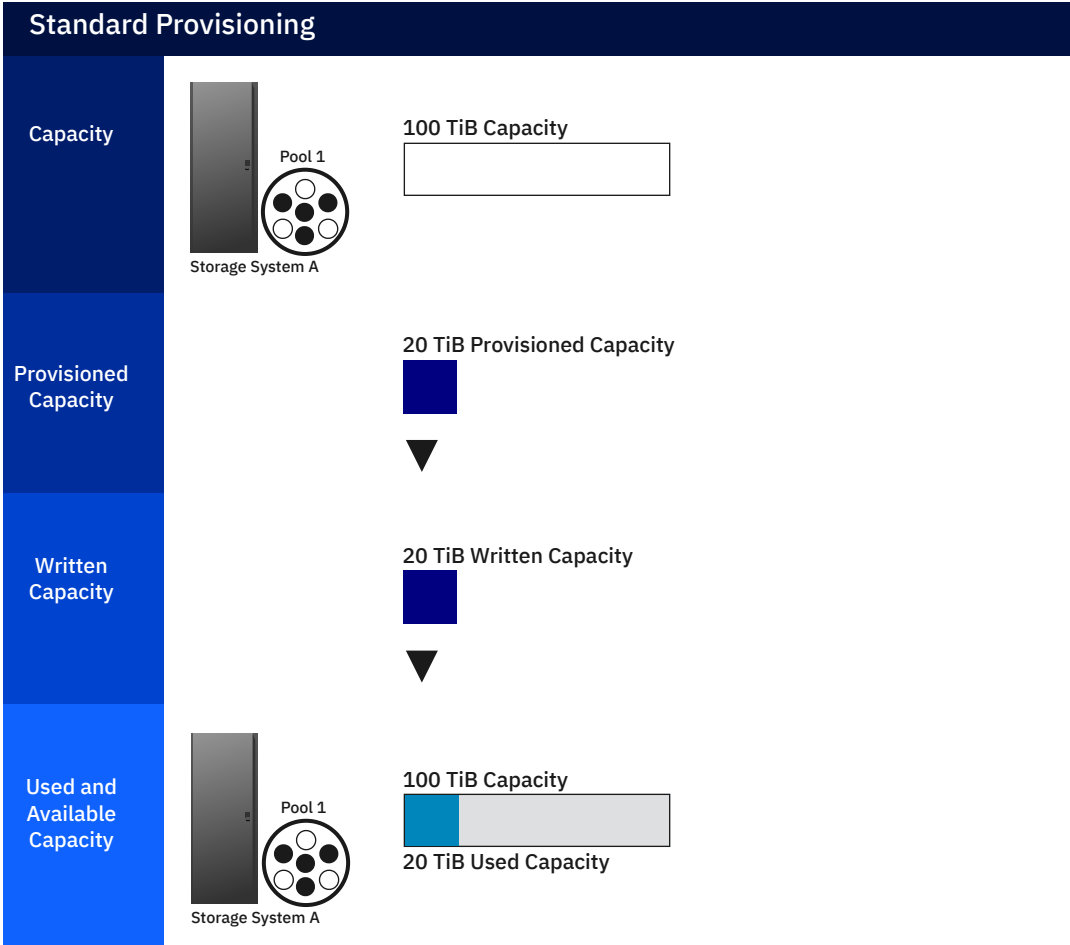 Standard Provisioning
Capacity
Pool 1
Storage System A
100 TiB Capacity
Provisioned
Capacity
20 TiB Provisioned Capacity
Written
Capacity
20 TiB Written Capacity
Used and
Available
Capacity
Pool 1
Storage System A
100 TiB Capacity
20 TiB Used Capacity